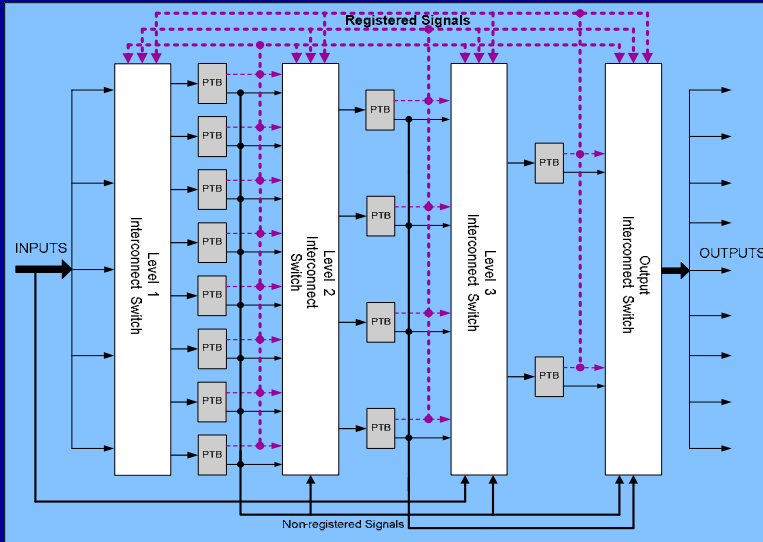 Registered Signals
PTB
PTB
PTB
PTB
PTB
PTB
PTB
PTB
PTB
PTB
PTB
PTB
PTB
PTB
INPUTS
Level 1
Interconnect Switch
Level 2
Interconnect
Switch
Level 3
Interconnect Switch
Output
Interconnect Switch
OUTPUTS
Non-registered Signals